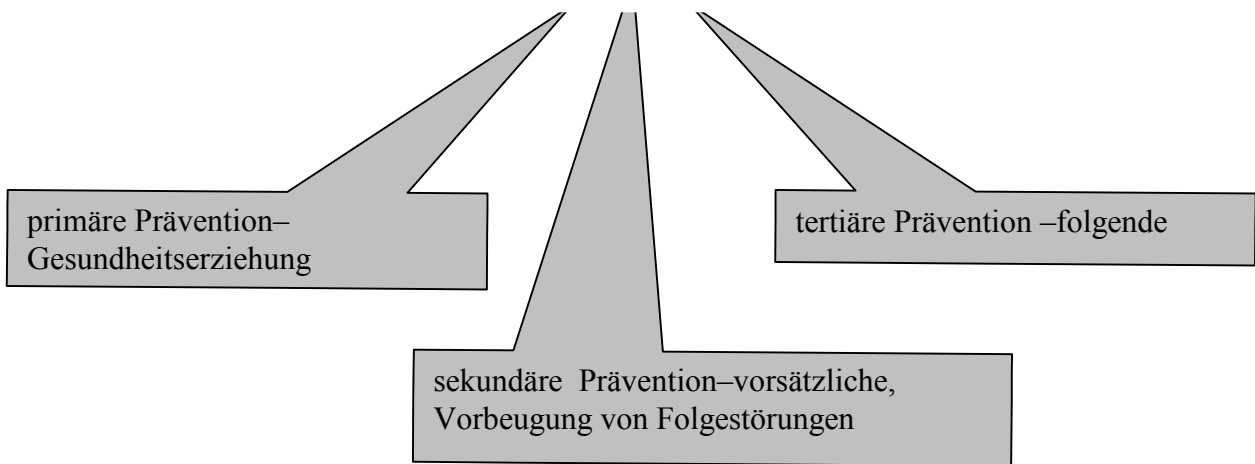 primäre Prävention–
Gesundheitserziehung
tertiäre Prävention –folgende
sekundäre  Prävention–vorsätzliche,
Vorbeugung von Folgestörungen